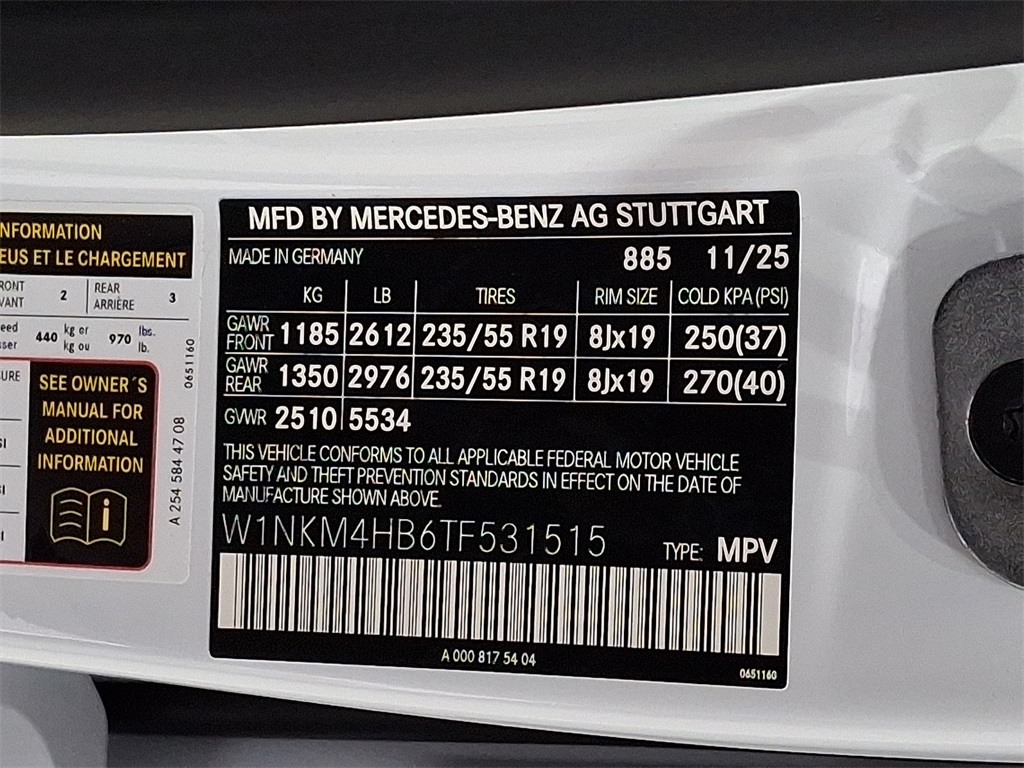 NFORMATION
EUS ET LE CHARGEMENT
RONT
VANT
2
REAR
ARRIÈRE
3
440
kg or
kg ou
970
lbs.
lb.
SEE OWNER´S
MANUAL FOR
ADDITIONAL
INFORMATION
i
0651160
A 254 584 47 08
MFD BY MERCEDES-BENZ AG STUTTGART
MADE IN GERMANY 885 11/25
KG LB TIRES RIM SIZE COLD KPA(PSI)
GAWR FRONT 1185 2612 235/55 R19 8Jx19 250(37)
GAWR REAR 1350 2976 235/55 R19 8Jx19 270(40)
GVWR 2510 5534
THIS VEHICLE CONFORMS TO ALL APPLICABLE FEDERAL MOTOR VEHICLE
SAFETY AND THEFT PREVENTION STANDARDS IN EFFECT ON THE DATE OF
MANUFACTURE SHOWN ABOVE.
W1NKM4HB6TF531515 TYPE: MPV
A 000 817 54 04
0651160